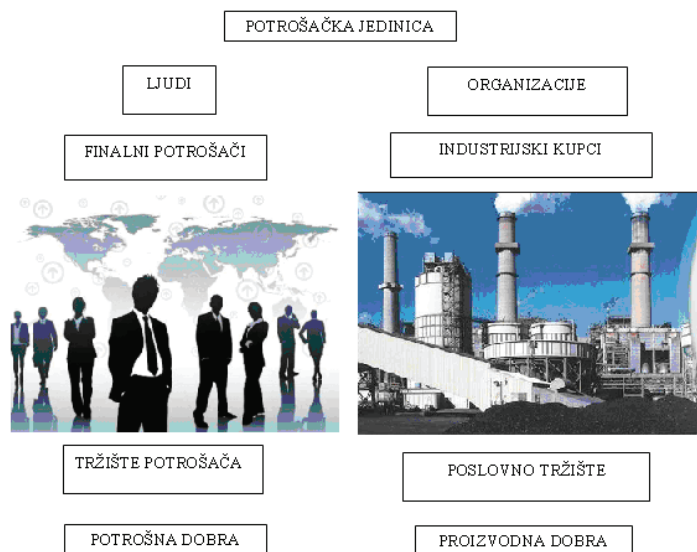 POTROŠAČKA JEDINICA
LJUDI
ORGANIZACIJE
FINALNI POTROŠAČI
INDUSTRIJSKI KUPCI
TRŽIŠTE POTROŠAČA
POSLOVNO TRŽIŠTE
POTROŠNA DOBRA
PROIZVODNA DOBRA